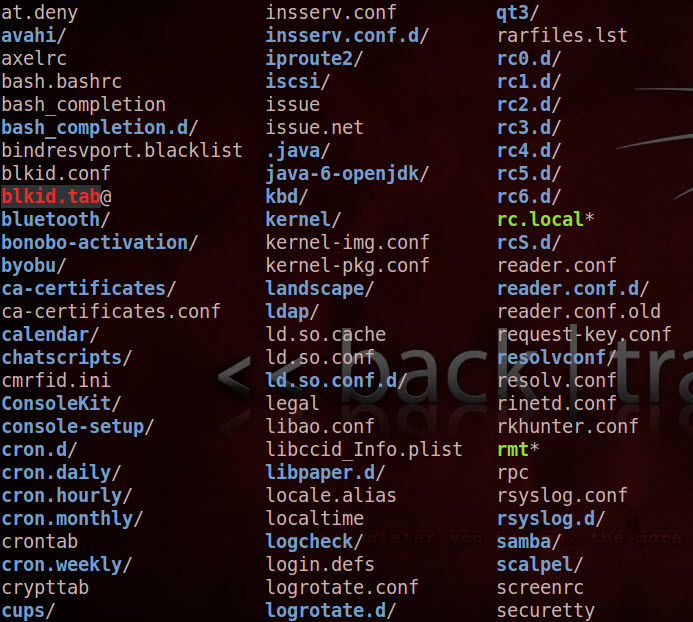 at.deny
avahi/
axelrc
bash.bashrc
bash_completion
bash_completion.d/
bindresvport.blacklist
blkid.conf
blkid.tab@
bluetooth/
bonobo-activation/
byobu/
ca-certificates/
ca-certificates.conf
calendar/
chatscripts/
cmrfid.ini
ConsoleKit/
console-setup/
cron.d/
cron.daily/
cron.hourly/
cron.monthly/
crontab
cron.weekly/
crypttab
cups/
insserv.conf
insserv.conf.d/
iproute2/
iscsi/
issue
issue.net
.java/
java-6-openjdk/
kbd/
kernel/
kernel-img.conf
kernel-pkg.conf
landscape/
ldap/
ld.so.cache
ld.so.conf
ld.so.conf.d/
legal
libao.conf
libccid_Info.plist
libpaper.d/
locale.alias
localtime
logcheck/
login.defs
logrotate.conf
logrotate.d/
qt3/
rarfiles.lst
rc0.d/
rc1.d/
rc2.d/
rc3.d/
rc4.d/
rc5.d/
rc6.d/
rc.local*
rcS.d/
reader.conf
reader.conf.d/
reader.conf.old
request-key.conf
resolvconf/
resolv.conf
rinetd.conf
rkhunter.conf
rmt*
rpc
rsyslog.conf
rsyslog.d/
samba/
scalpel/
screenrc
securetty
<< back | tra
you the more